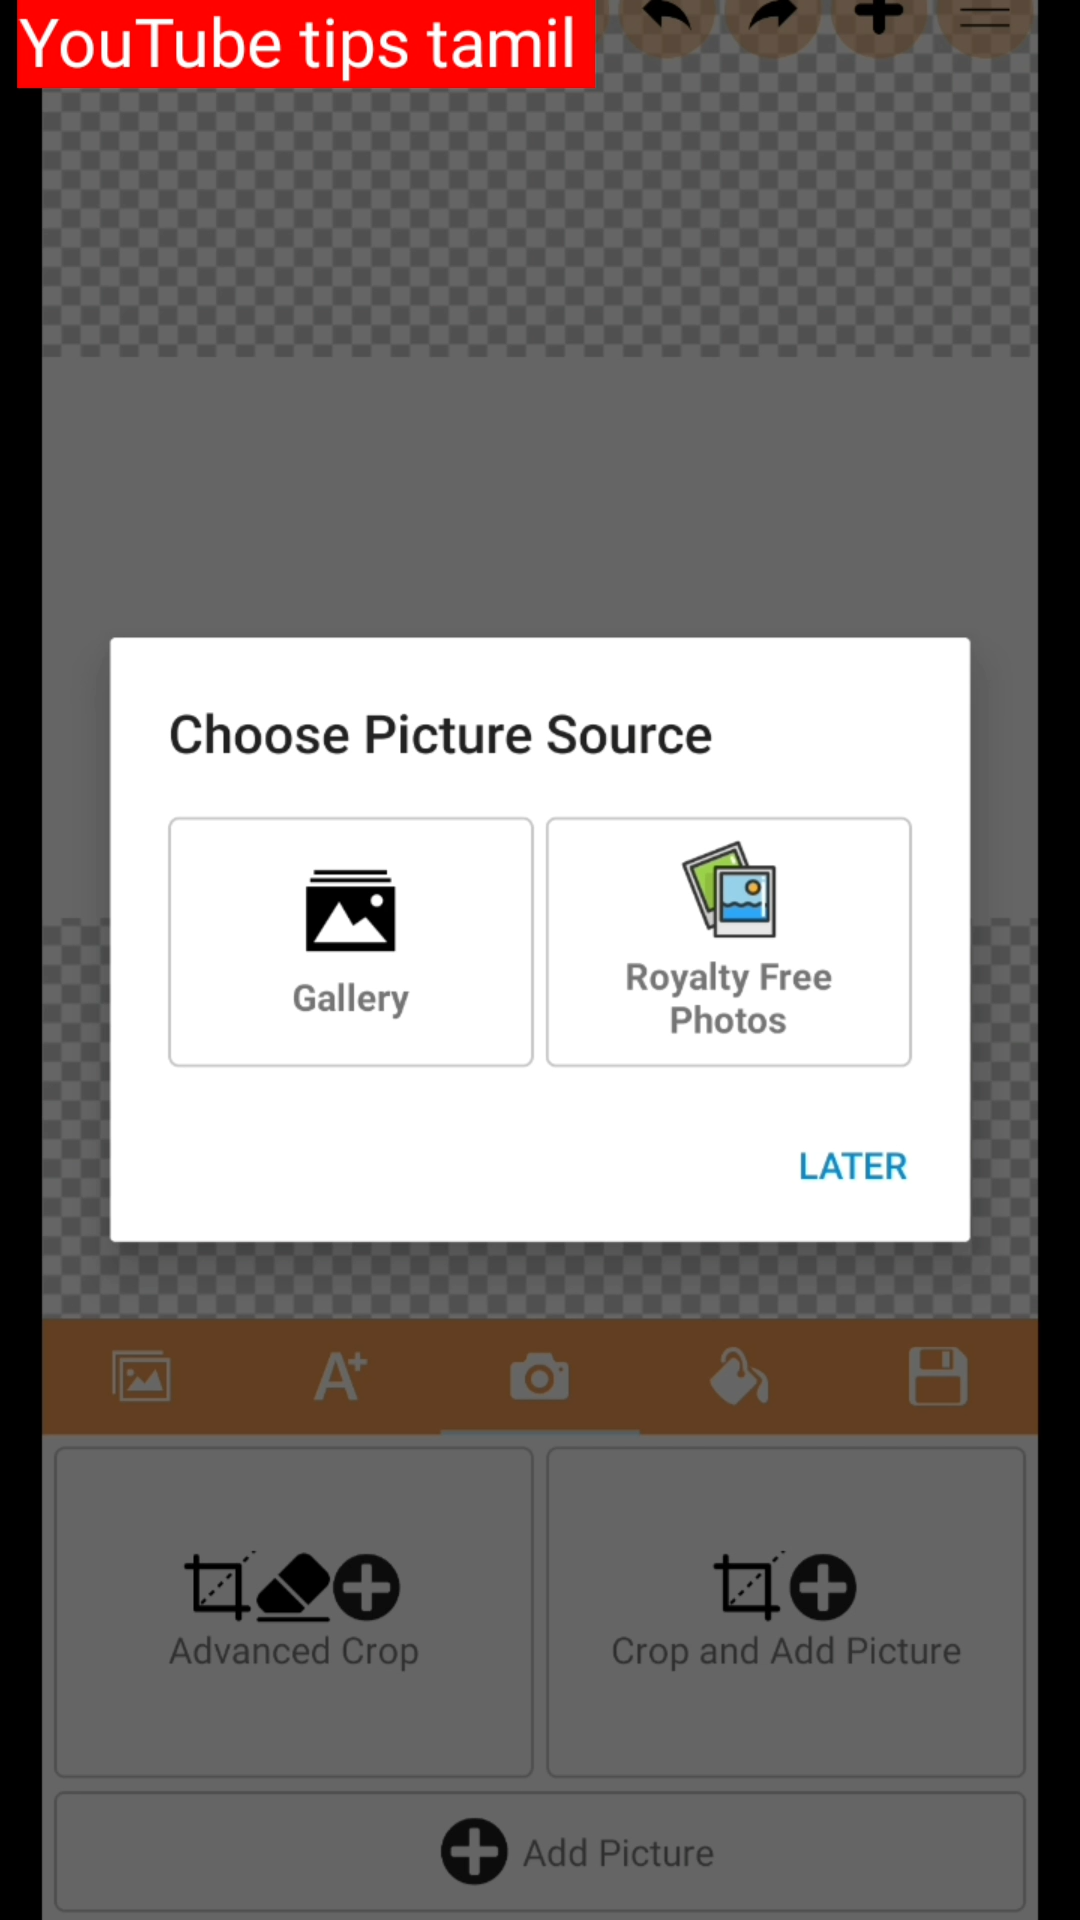 YouTube tips tamil
Choose Picture Source
Gallery
Royalty Free
Photos
LATER
A+
Advanced Crop
Crop and Add Picture
Add Picture